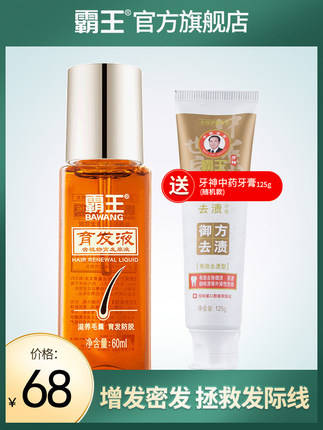 霸王® 官方旗舰店
霸王®
BAWANG
育发液
HAIR RENEWAL LIQUID
滋养毛囊 育发防脱
净含量:60ml
霸王
送 牙神中药牙膏125g
(随机款)
去渍
御方
去渍
净含量:125g
价格:
¥68
增发密发 拯救发际线